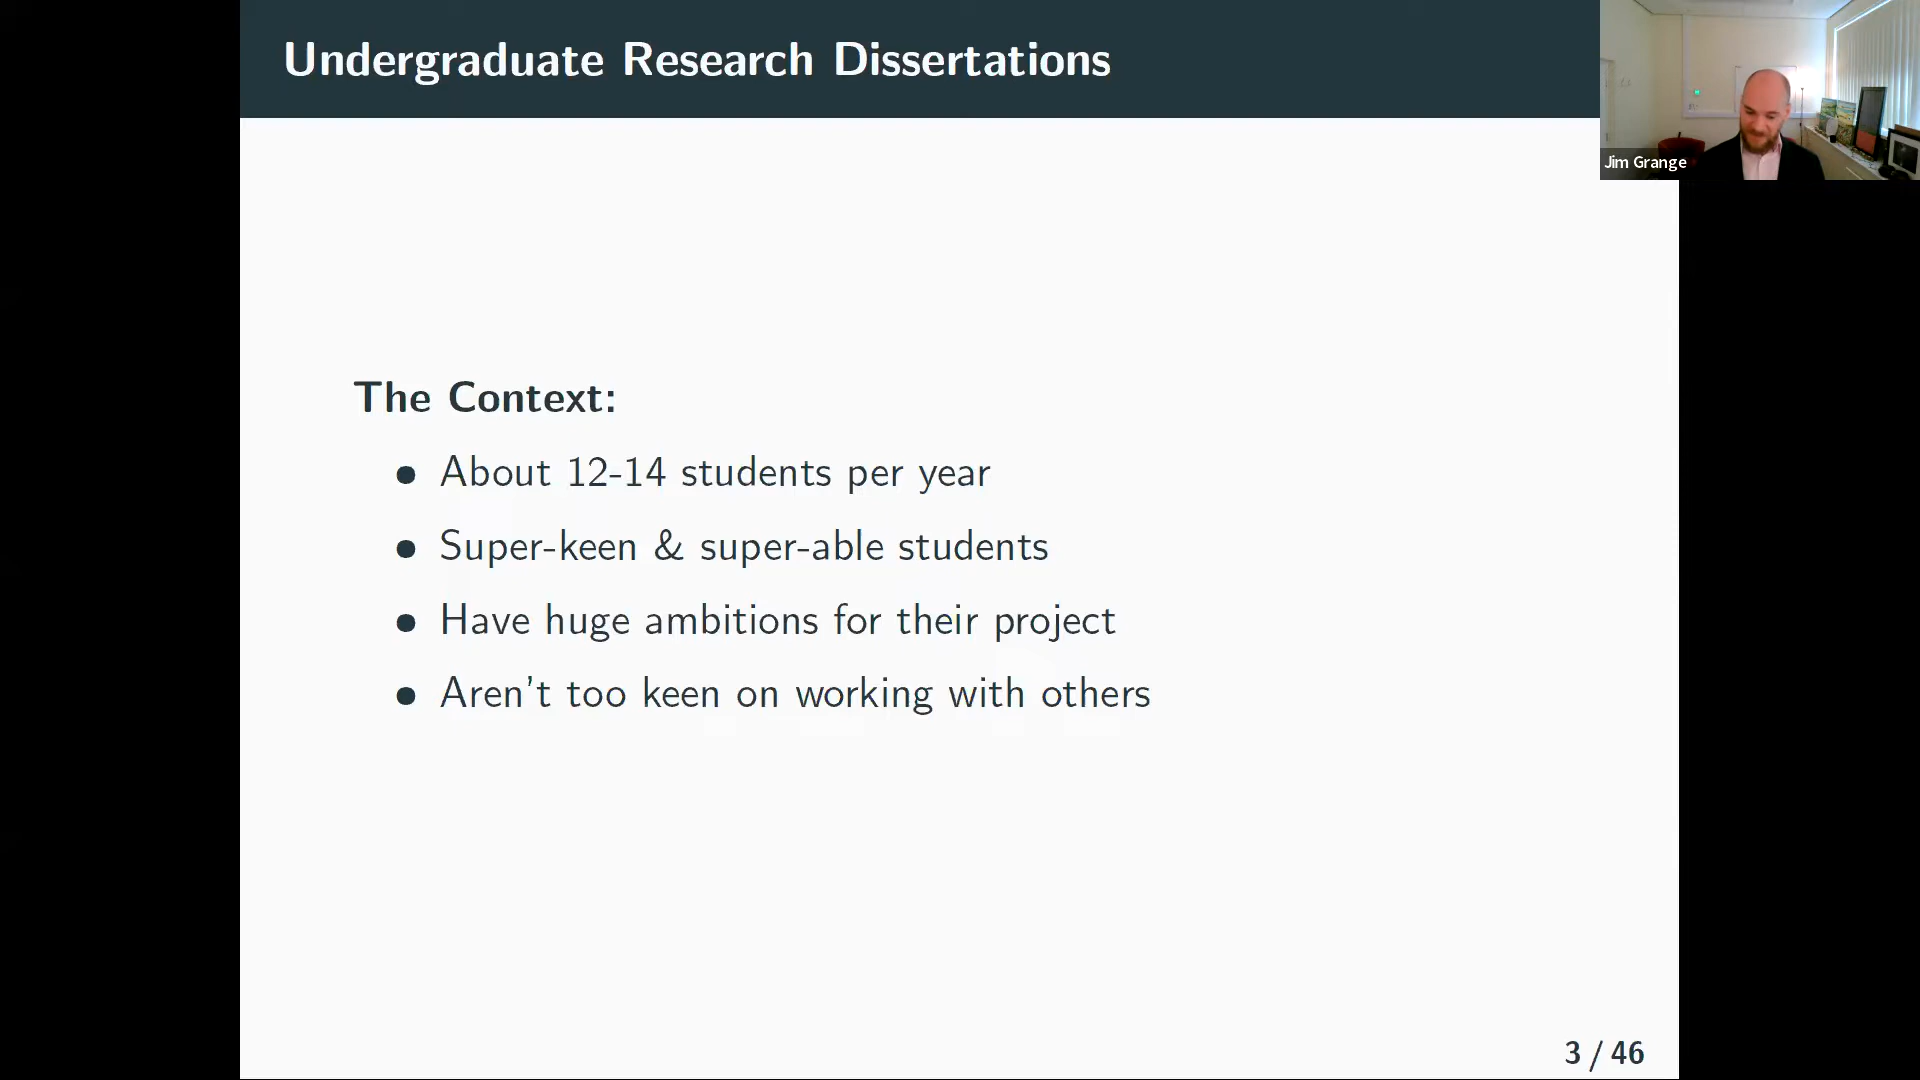 Undergraduate Research Dissertations
Jim Grange
The Context:
• About 12-14 students per year
• Super-keen & super-able students
• Have huge ambitions for their project
• Aren't too keen on working with others
3 / 46